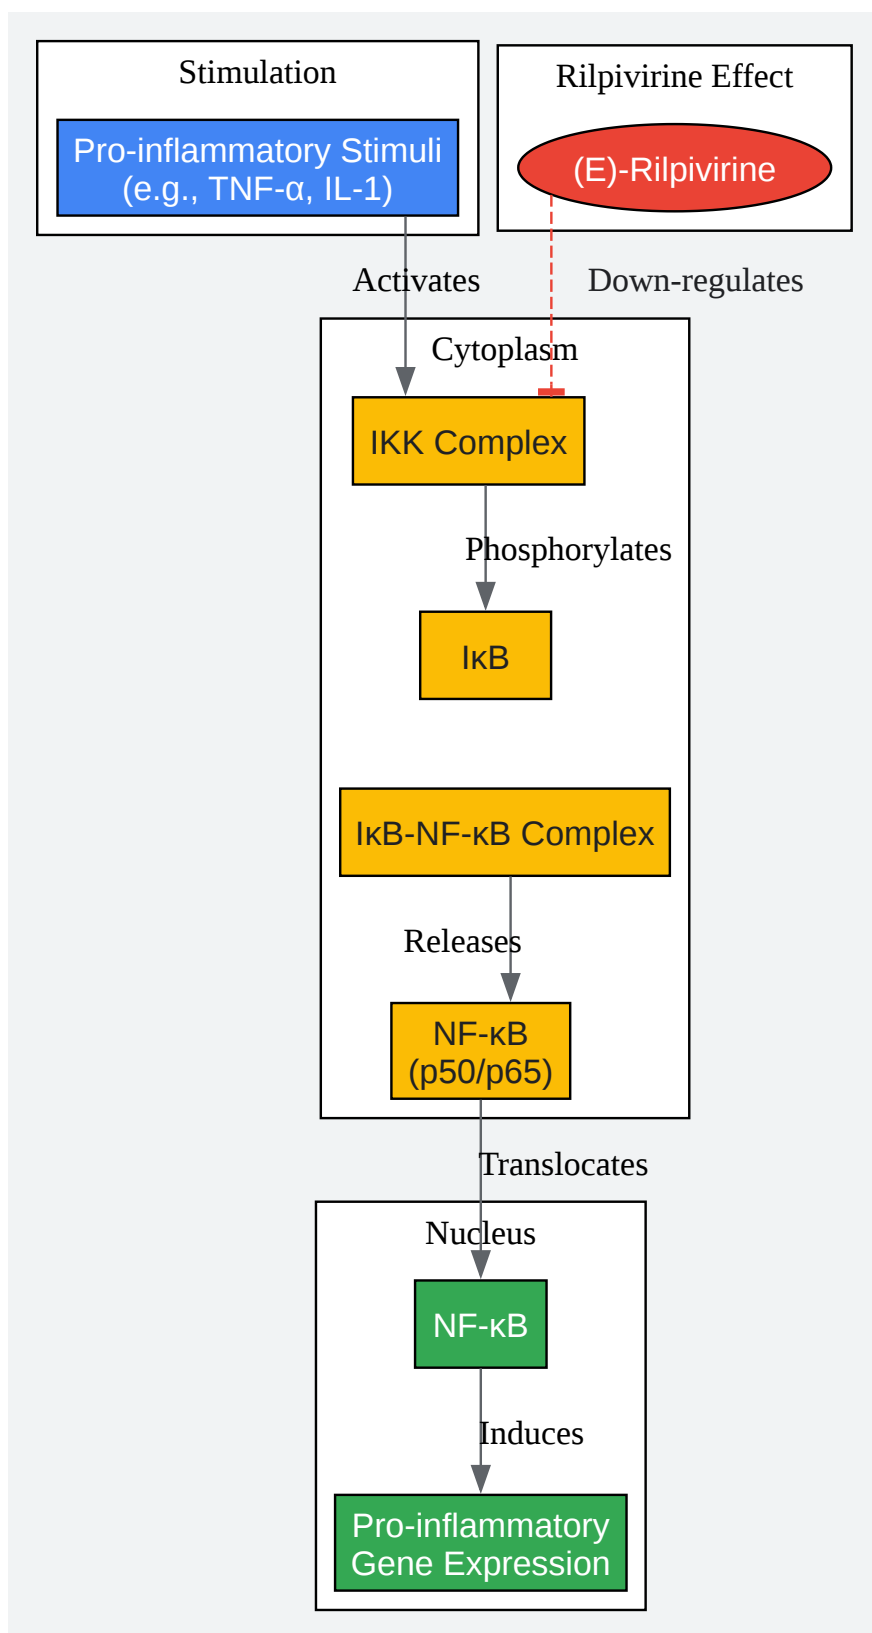 Stimulation
Pro-inflammatory Stimuli
(e.g., TNF-α, IL-1)
Rilpivirine Effect
(E)-Rilpivirine
Activates
Down-regulates
Cytoplasm
IKK Complex
Phosphorylates
IκB
IκB-NF-κB Complex
Releases
NF-κB
(p50/p65)
Translocates
Nucleus
NF-κB
Induces
Pro-inflammatory
Gene Expression